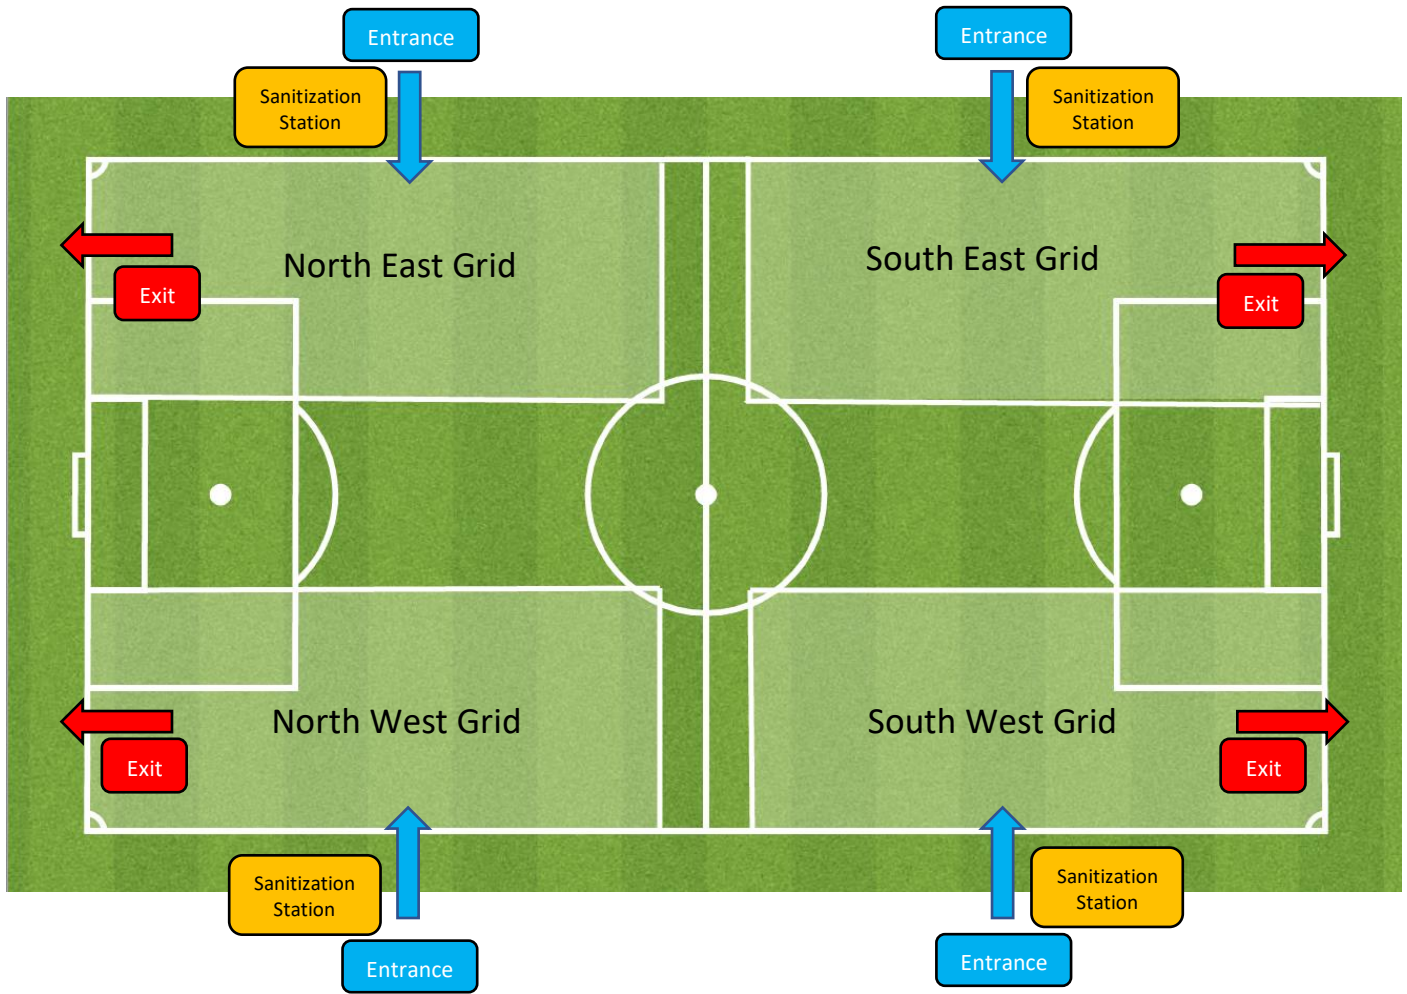 Entrance
Entrance
Sanitization
Station
Sanitization
Station
North East Grid
South East Grid
Exit
Exit
North West Grid
South West Grid
Exit
Exit
Sanitization
Station
Sanitization
Station
Entrance
Entrance